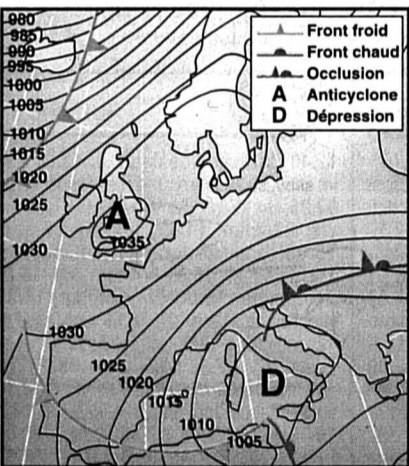 980
985
990
995
1000
1005
1010
1015
1020
1025
1030
Front froid
Front chaud
Occlusion
A Anticyclone
D Dépression
A
1035
1030
1025
1020
1015
1010
1005
D